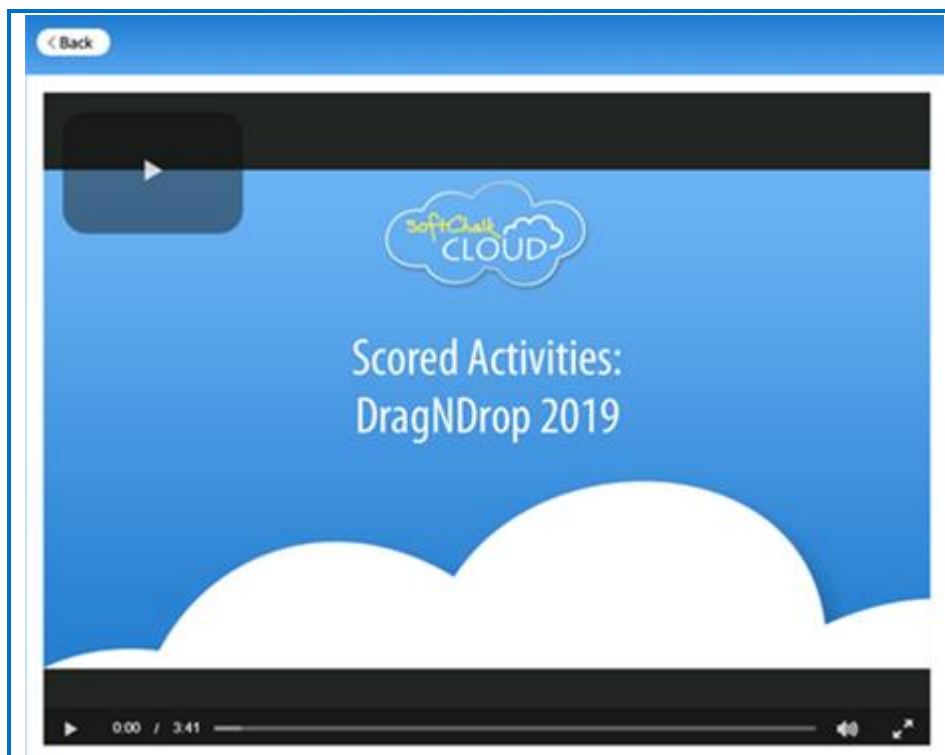 < Back
SoftChalk
CLOUD
Scored Activities:
DragNDrop 2019
0:00 / 3:41